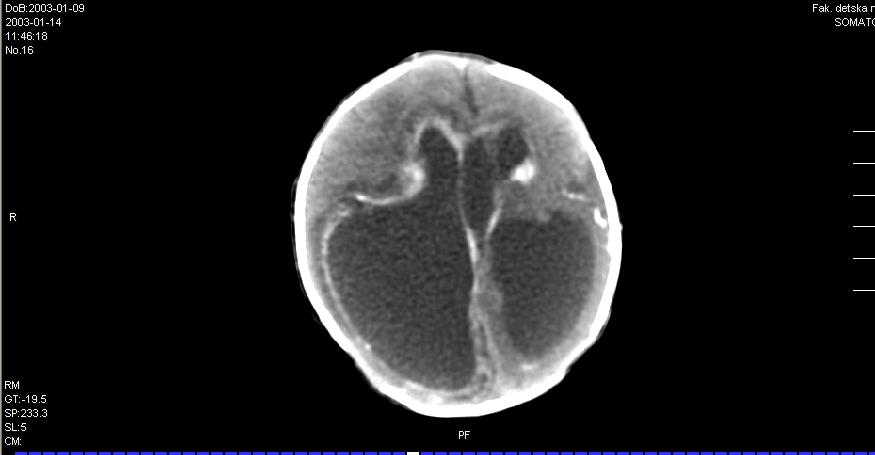 DoB:2003-01-09
2003-01-14
11:46:18
No.16
Fak. detska n
SOMATO
R
RM
GT:-19.5
SP:233.3
SL:5
CM:
PF